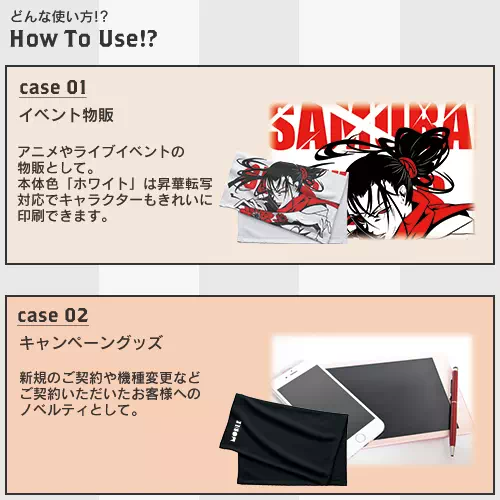 どんな使い方!?
How To Use!?
case 01
イベント物販
アニメやライブイベントの
物販として。
本体色「ホワイト」は昇華転写
対応でキャラクターもきれいに
印刷できます。
SAMURA
case 02
キャンペーングッズ
新規のご契約や機種変更など
ご契約いただいたお客様への
ノベルティとして。